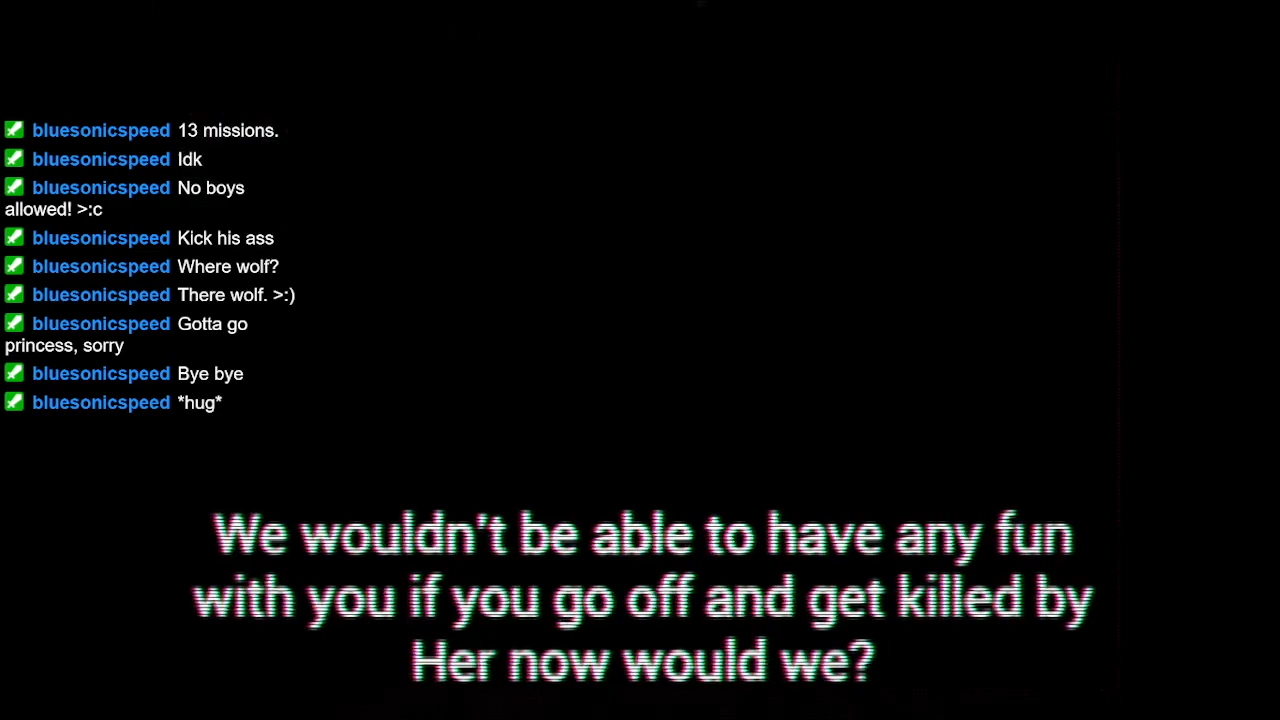 bluesonicspeed 13 missions.
bluesonicspeed Idk
bluesonicspeed No boys
allowed! >:c
bluesonicspeed Kick his ass
bluesonicspeed Where wolf?
bluesonicspeed There wolf. >:)
bluesonicspeed Gotta go
princess, sorry
bluesonicspeed Bye bye
bluesonicspeed *hug*
We wouldn't be able to have any fun
with you if you go off and get killed by
Her now would we?